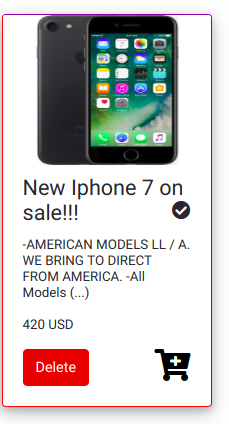 New Iphone 7 on
sale!!!
-AMERICAN MODELS LL / A.
WE BRING TO DIRECT
FROM AMERICA. -All
Models (...)
420 USD
Delete